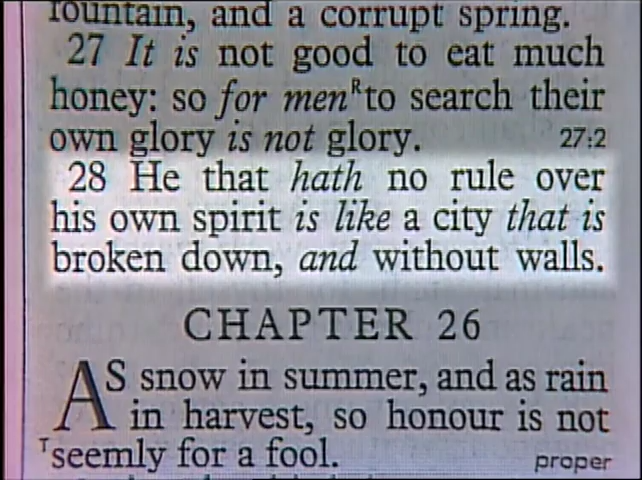 fountain, and a corrupt spring.
27 It is not good to eat much
honey: so for men R to search their
own glory is not glory. 27:2
28 He that hath no rule over
his own spirit is like a city that is
broken down, and without walls.
CHAPTER 26
AS snow in summer, and as rain
in harvest, so honour is not
T seemly for a fool. proper